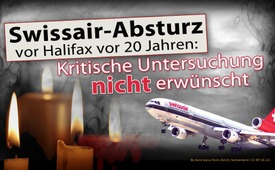 Swissair-Absturz
vor Halifax vor 20 Jahren:
Kritische Untersuchung
nicht erwünscht